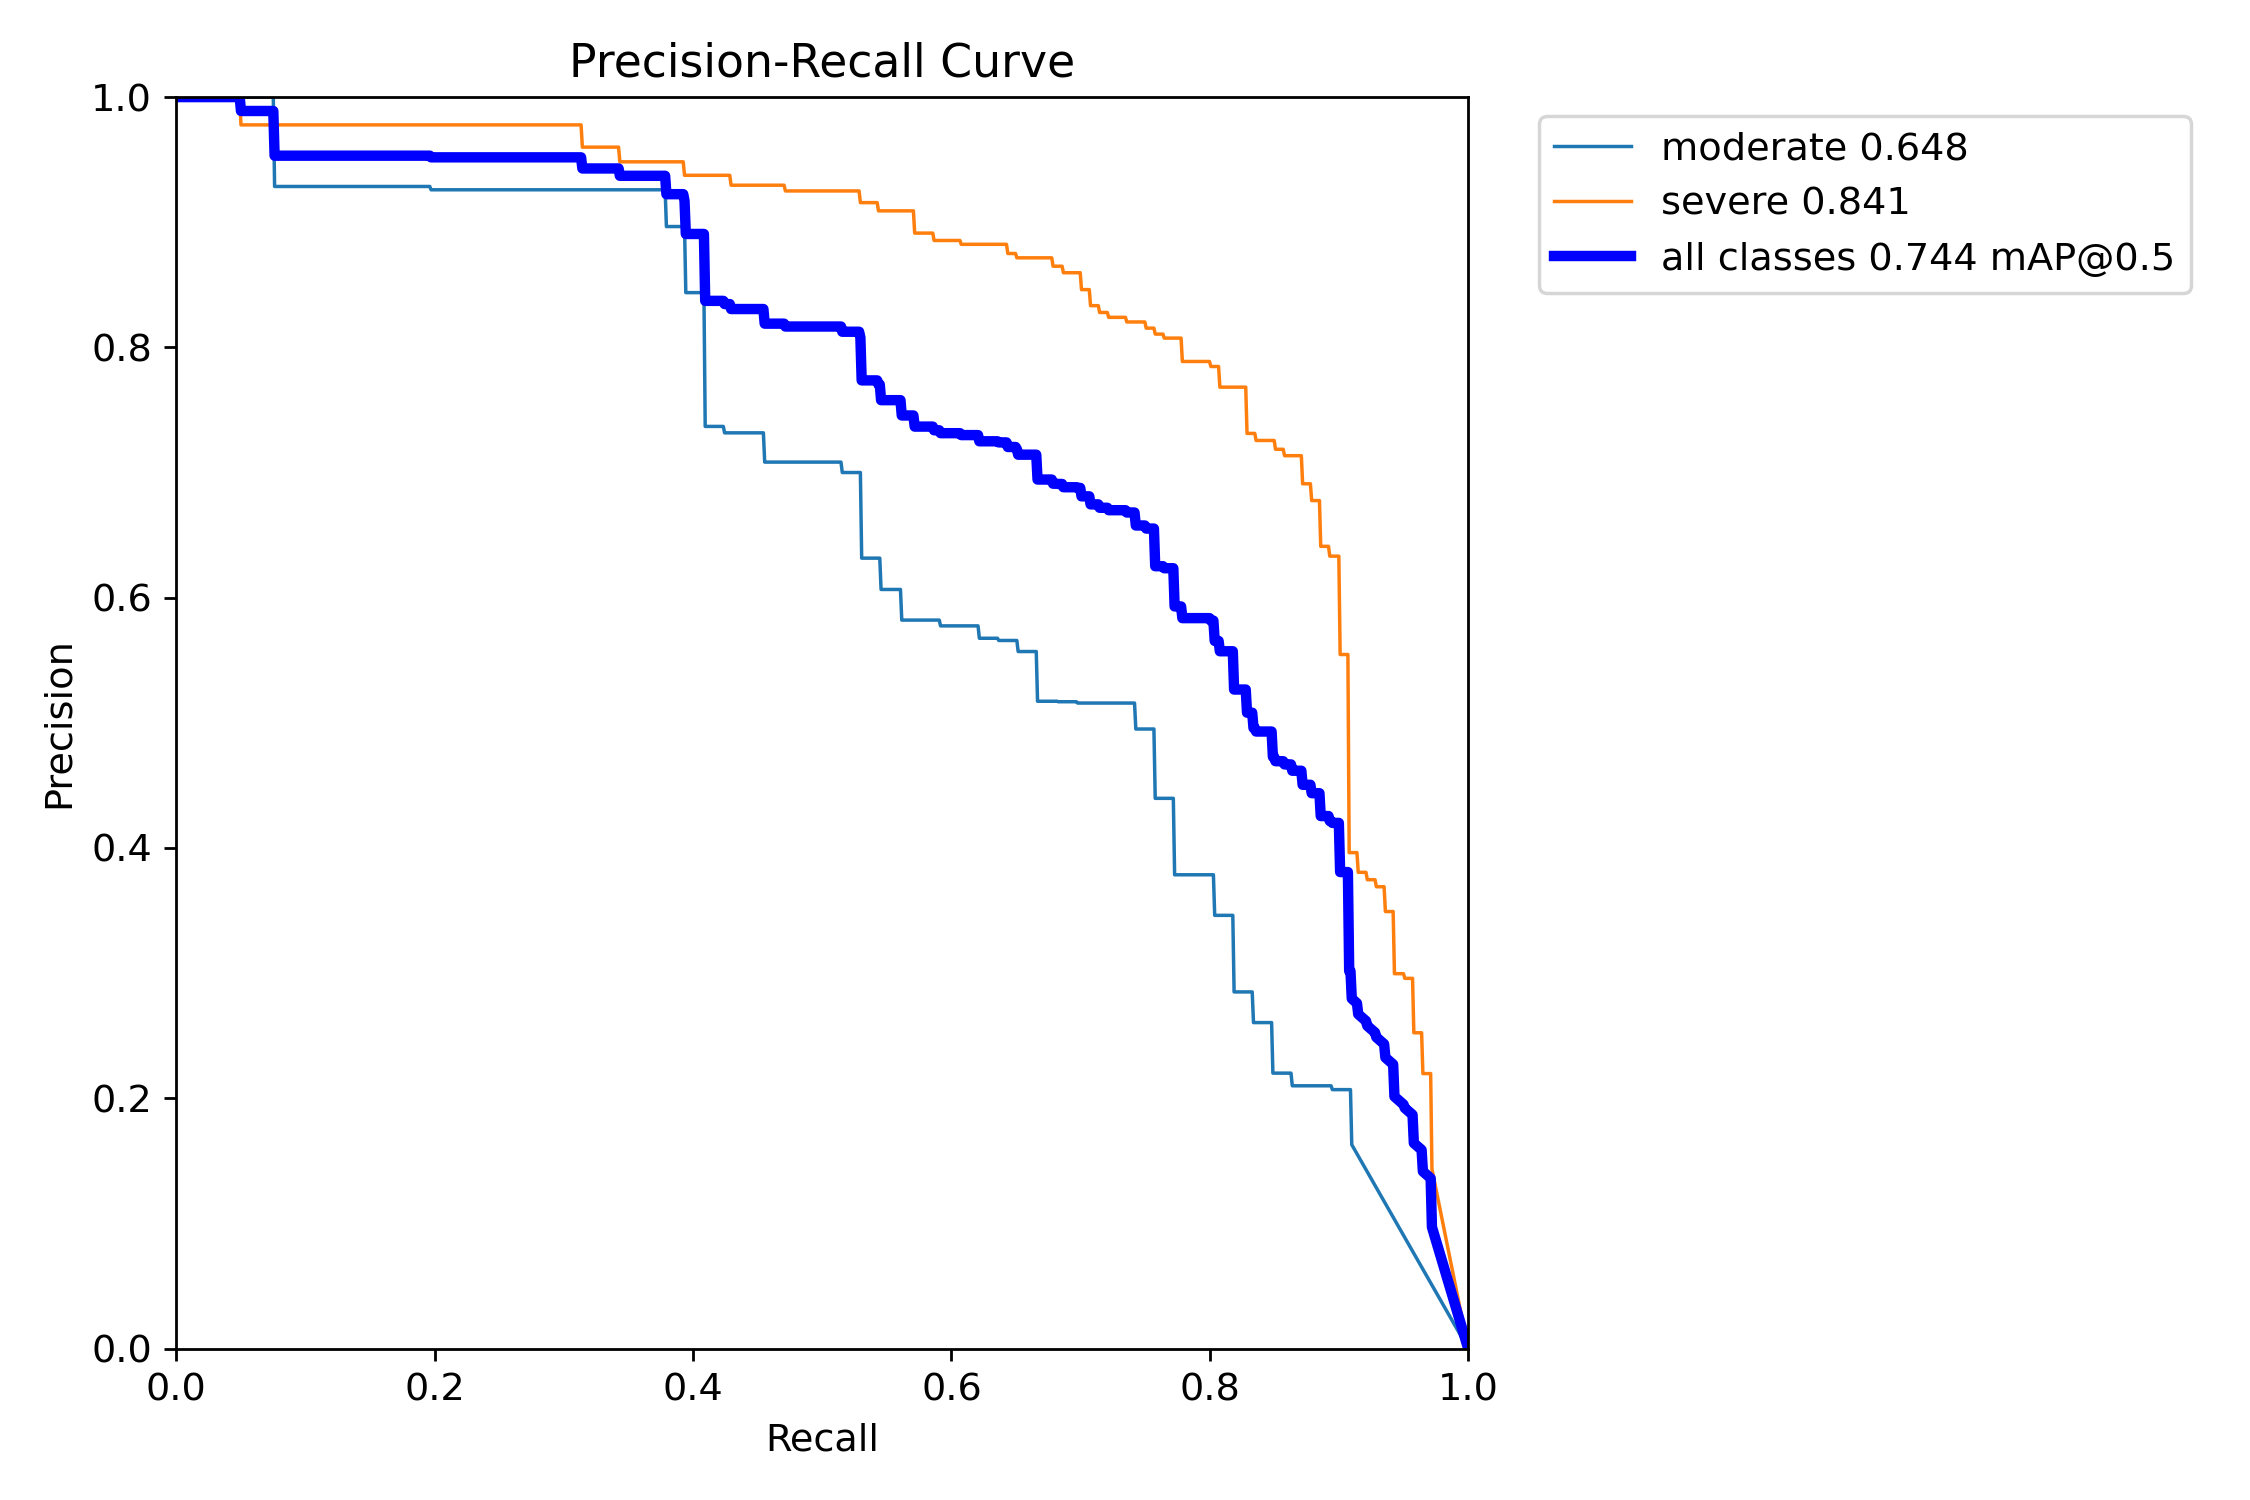 Precision-Recall Curve
1.0
0.8
0.6
0.4
0.2
0.0
Precision
0.0 0.2 0.4 0.6 0.8 1.0
Recall
moderate 0.648
severe 0.841
all classes 0.744 mAP@0.5